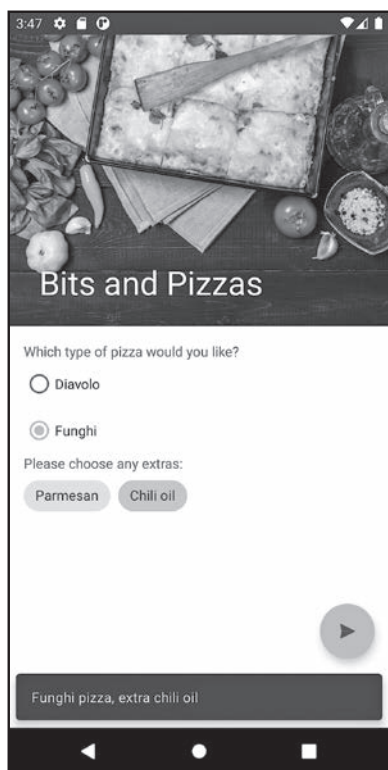 3:47
Bits and Pizzas
Which type of pizza would you like?
Diavolo
Funghi
Please choose any extras:
Parmesan
Chili oil
Funghi pizza, extra chili oil